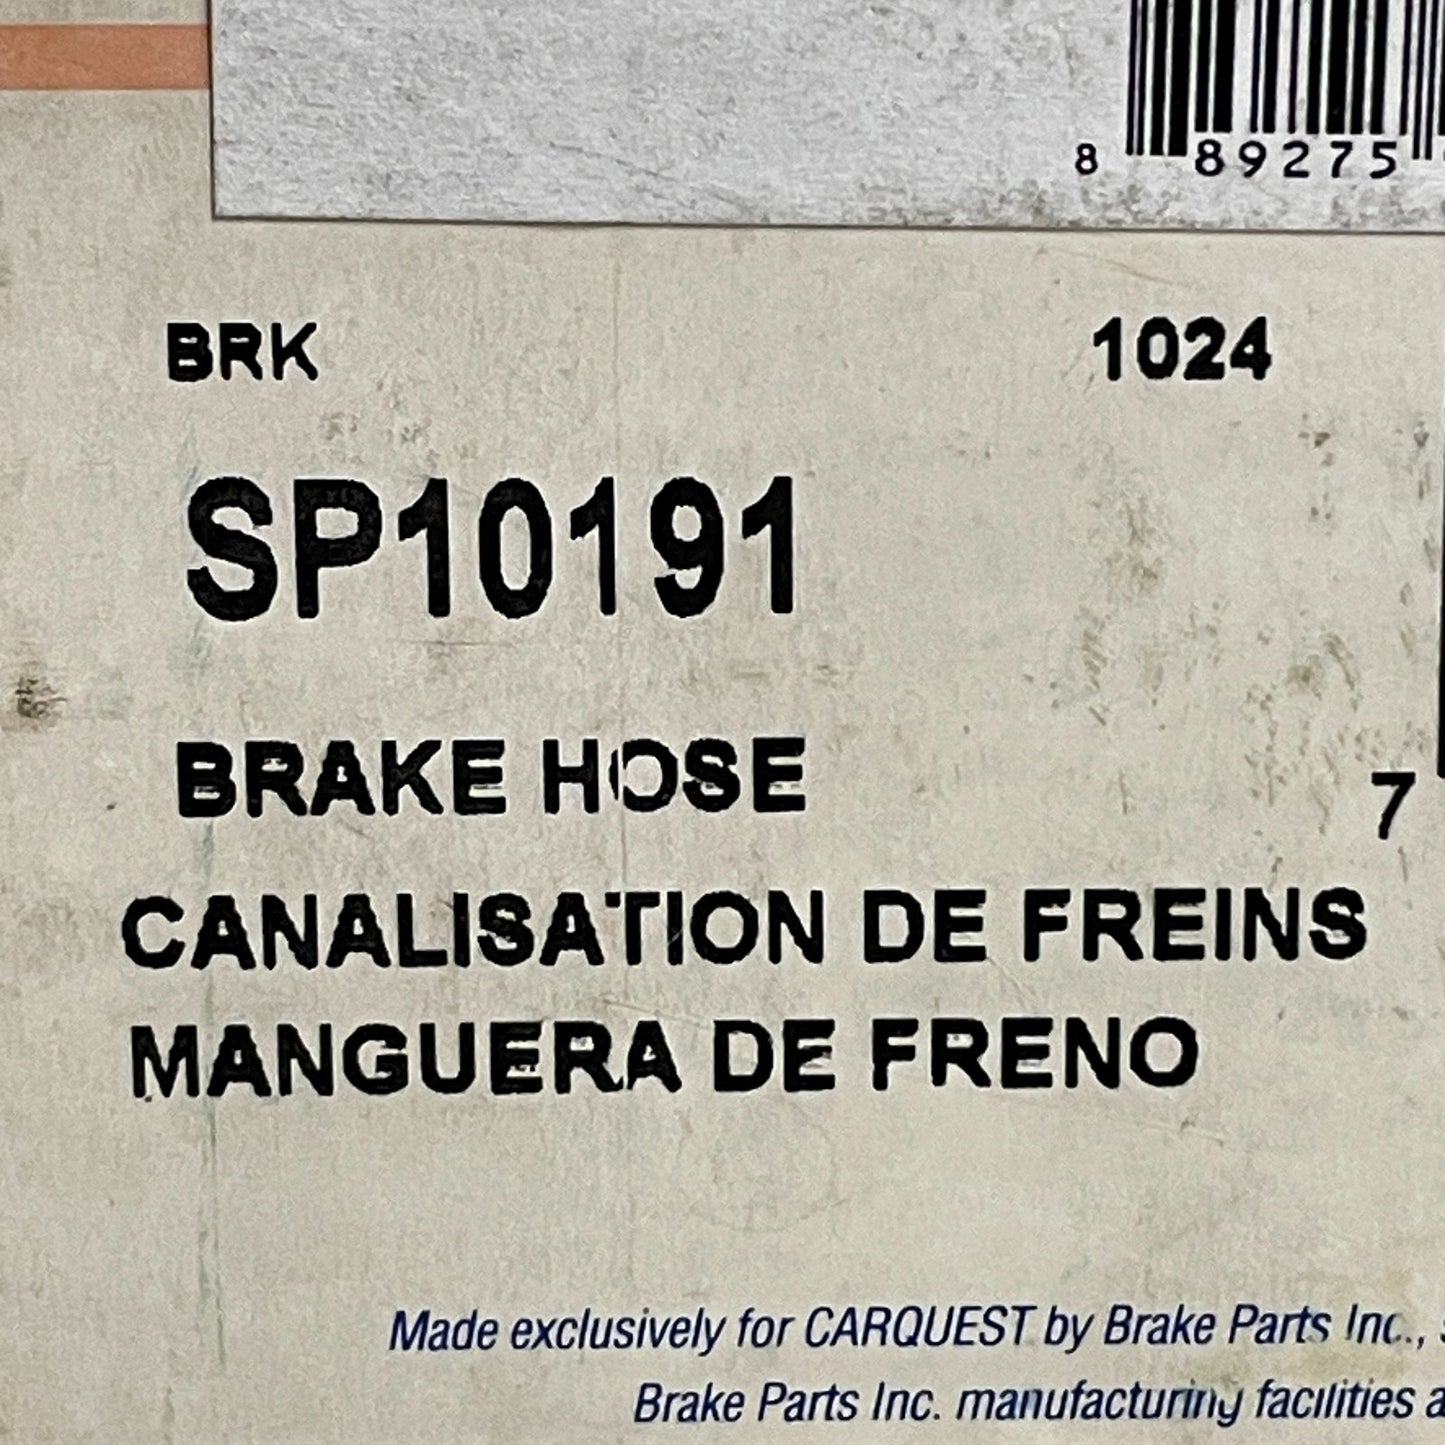 8 89275
BRK 1024
SP10191
BRAKE HOSE
7
CANALISATION DE FREINS
MANGUERA DE FRENO
Made exclusively for CARQUEST by Brake Parts Inc.,
Brake Parts Inc. manufacturing facilities